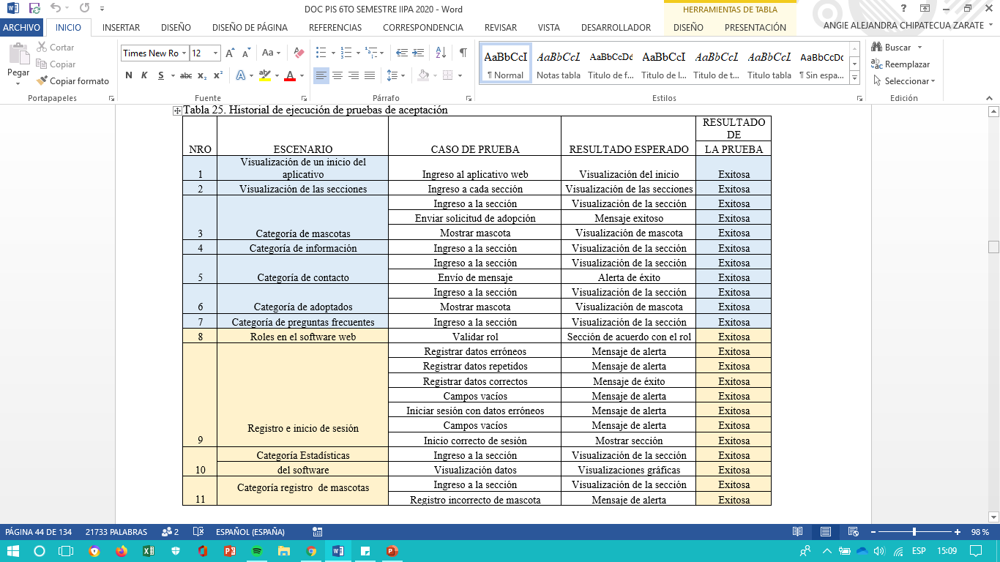 DOC PIS 6TO SEMESTRE IIPA 2020 - Word
HERRAMIENTAS DE TABLA
ARCHIVO INICIO INSERTAR DISEÑO DISEÑO DE PÁGINA REFERENCIAS CORRESPONDENCIA REVISAR VISTA DESARROLLADOR DISEÑO PRESENTACIÓN ANGIE ALEJANDRA CHIPATECUA ZARATE
Pegar
Cortar
Copiar
Copiar formato
Portapapeles
Times New Ro 12
N K S abc x₂ x²
Fuente
Párrafo
AaBbCcI AaBbCcI AaBbCcDd AaBbCcI AaBbCcI AaBbCcI AaBbCcDc
¶ Normal Notas tabla Titulo de f... Titulo de l... Titulo de t... Titulo tabla ¶ Sin espa...
Estilos
Buscar
Reemplazar
Seleccionar
Edición
Tabla 25. Historial de ejecución de pruebas de aceptación
NRO ESCENARIO CASO DE PRUEBA RESULTADO ESPERADO RESULTADO DE LA PRUEBA
1 Visualización de un inicio del aplicativo Ingreso al aplicativo web Visualización del inicio Exitosa
2 Visualización de las secciones Ingreso a cada sección Visualización de las secciones Exitosa
Ingreso a la sección Visualización de la sección Exitosa
Enviar solicitud de adopción Mensaje exitoso Exitosa
3 Categoría de mascotas Mostrar mascota Visualización de mascota Exitosa
4 Categoría de información Ingreso a la sección Visualización de la sección Exitosa
Ingreso a la sección Visualización de la sección Exitosa
5 Categoría de contacto Envío de mensaje Alerta de éxito Exitosa
Ingreso a la sección Visualización de la sección Exitosa
6 Categoría de adoptados Mostrar mascota Visualización de mascota Exitosa
7 Categoría de preguntas frecuentes Ingreso a la sección Visualización de la sección Exitosa
8 Roles en el software web Validar rol Sección de acuerdo con el rol Exitosa
Registrar datos erróneos Mensaje de alerta Exitosa
Registrar datos repetidos Mensaje de alerta Exitosa
Registrar datos correctos Mensaje de éxito Exitosa
Campos vacíos Mensaje de alerta Exitosa
Iniciar sesión con datos erróneos Mensaje de alerta Exitosa
Registro e inicio de sesión Campos vacíos Mensaje de alerta Exitosa
9 Inicio correcto de sesión Mostrar sección Exitosa
Categoría Estadísticas Ingreso a la sección Visualización de la sección Exitosa
10 del software Visualización datos Visualizaciones gráficas Exitosa
Categoría registro de mascotas Ingreso a la sección Visualización de la sección Exitosa
11 Registro incorrecto de mascota Mensaje de alerta Exitosa
PÁGINA 44 DE 134 21733 PALABRAS 2 ESPAÑOL (ESPAÑA) 98 %
ESP 15:09